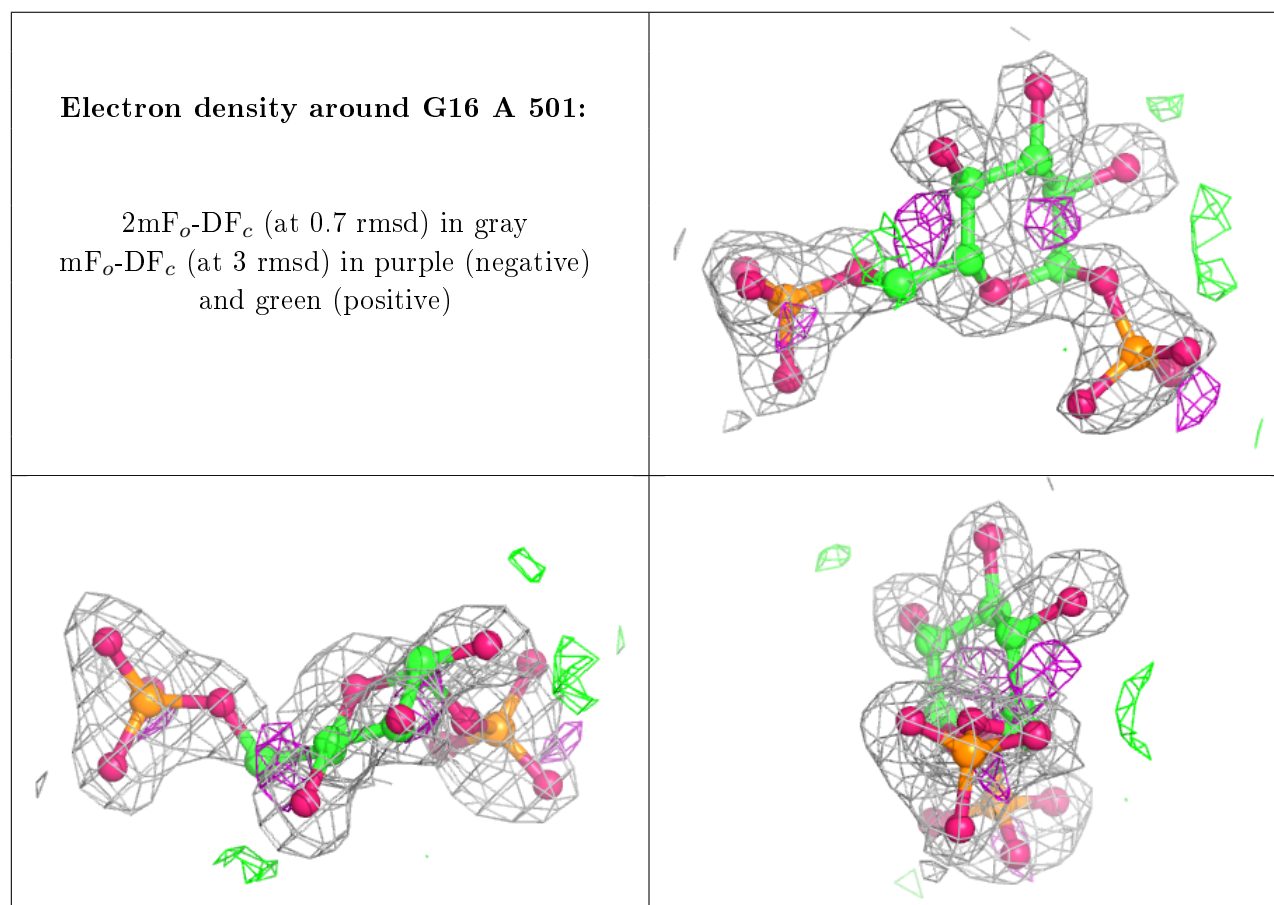 Electron density around G16 A 501:
2mFo-DFc (at 0.7 rmsd) in gray
mFo-DFc (at 3 rmsd) in purple (negative)
and green (positive)